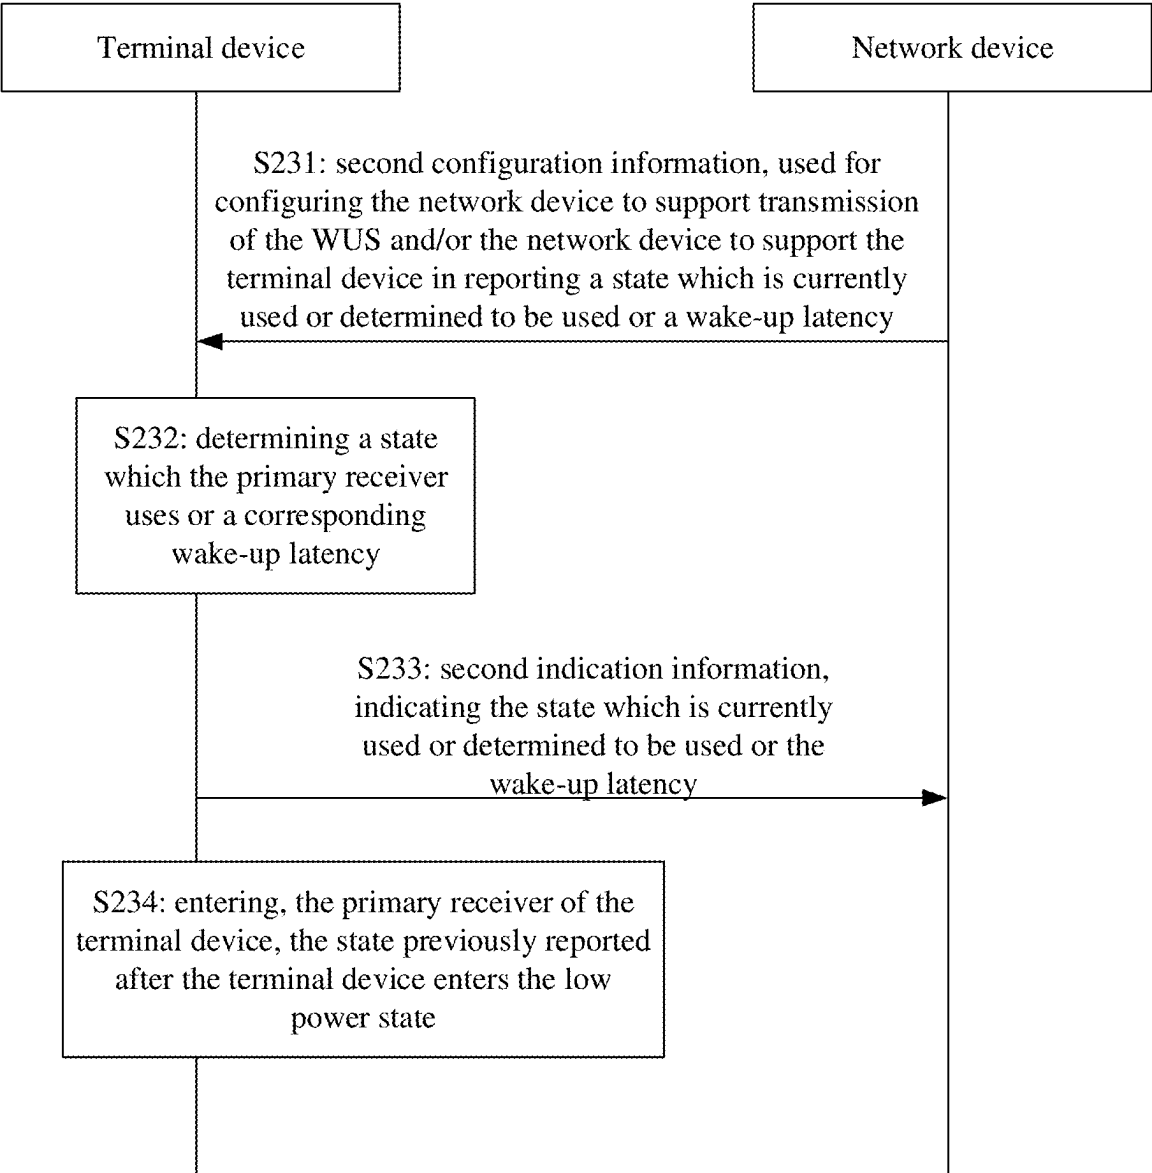 Terminal device
Network device
S231: second configuration information, used for
configuring the network device to support transmission
of the WUS and/or the network device to support the
terminal device in reporting a state which is currently
used or determined to be used or a wake-up latency
S232: determining a state
which the primary receiver
uses or a corresponding
wake-up latency
S233: second indication information,
indicating the state which is currently
used or determined to be used or the
wake-up latency
S234: entering, the primary receiver of the
terminal device, the state previously reported
after the terminal device enters the low
power state